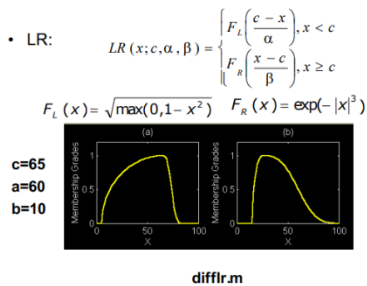 • LR:
LR (x; c, α, β) = { F_L ((c − x)/α), x < c
F_R ((x − c)/β), x ≥ c
F_L (x) = √max(0,1− x²) F_R (x) = exp(− |x|³)
(a) (b)
c=65
a=60
b=10
Membership Grades
1
0.5
0
0 50 100
X
Membership Grades
1
0.5
0
0 50 100
X
difflr.m